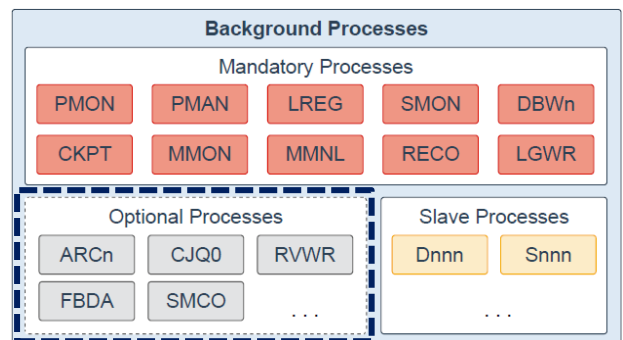 Background Processes
Mandatory Processes
PMON PMAN LREG SMON DBWn
CKPT MMON MMNL RECO LGWR
Optional Processes
ARCn CJQ0 RVWR
FBDA SMCO ...
Slave Processes
Dnnn Snnn
...